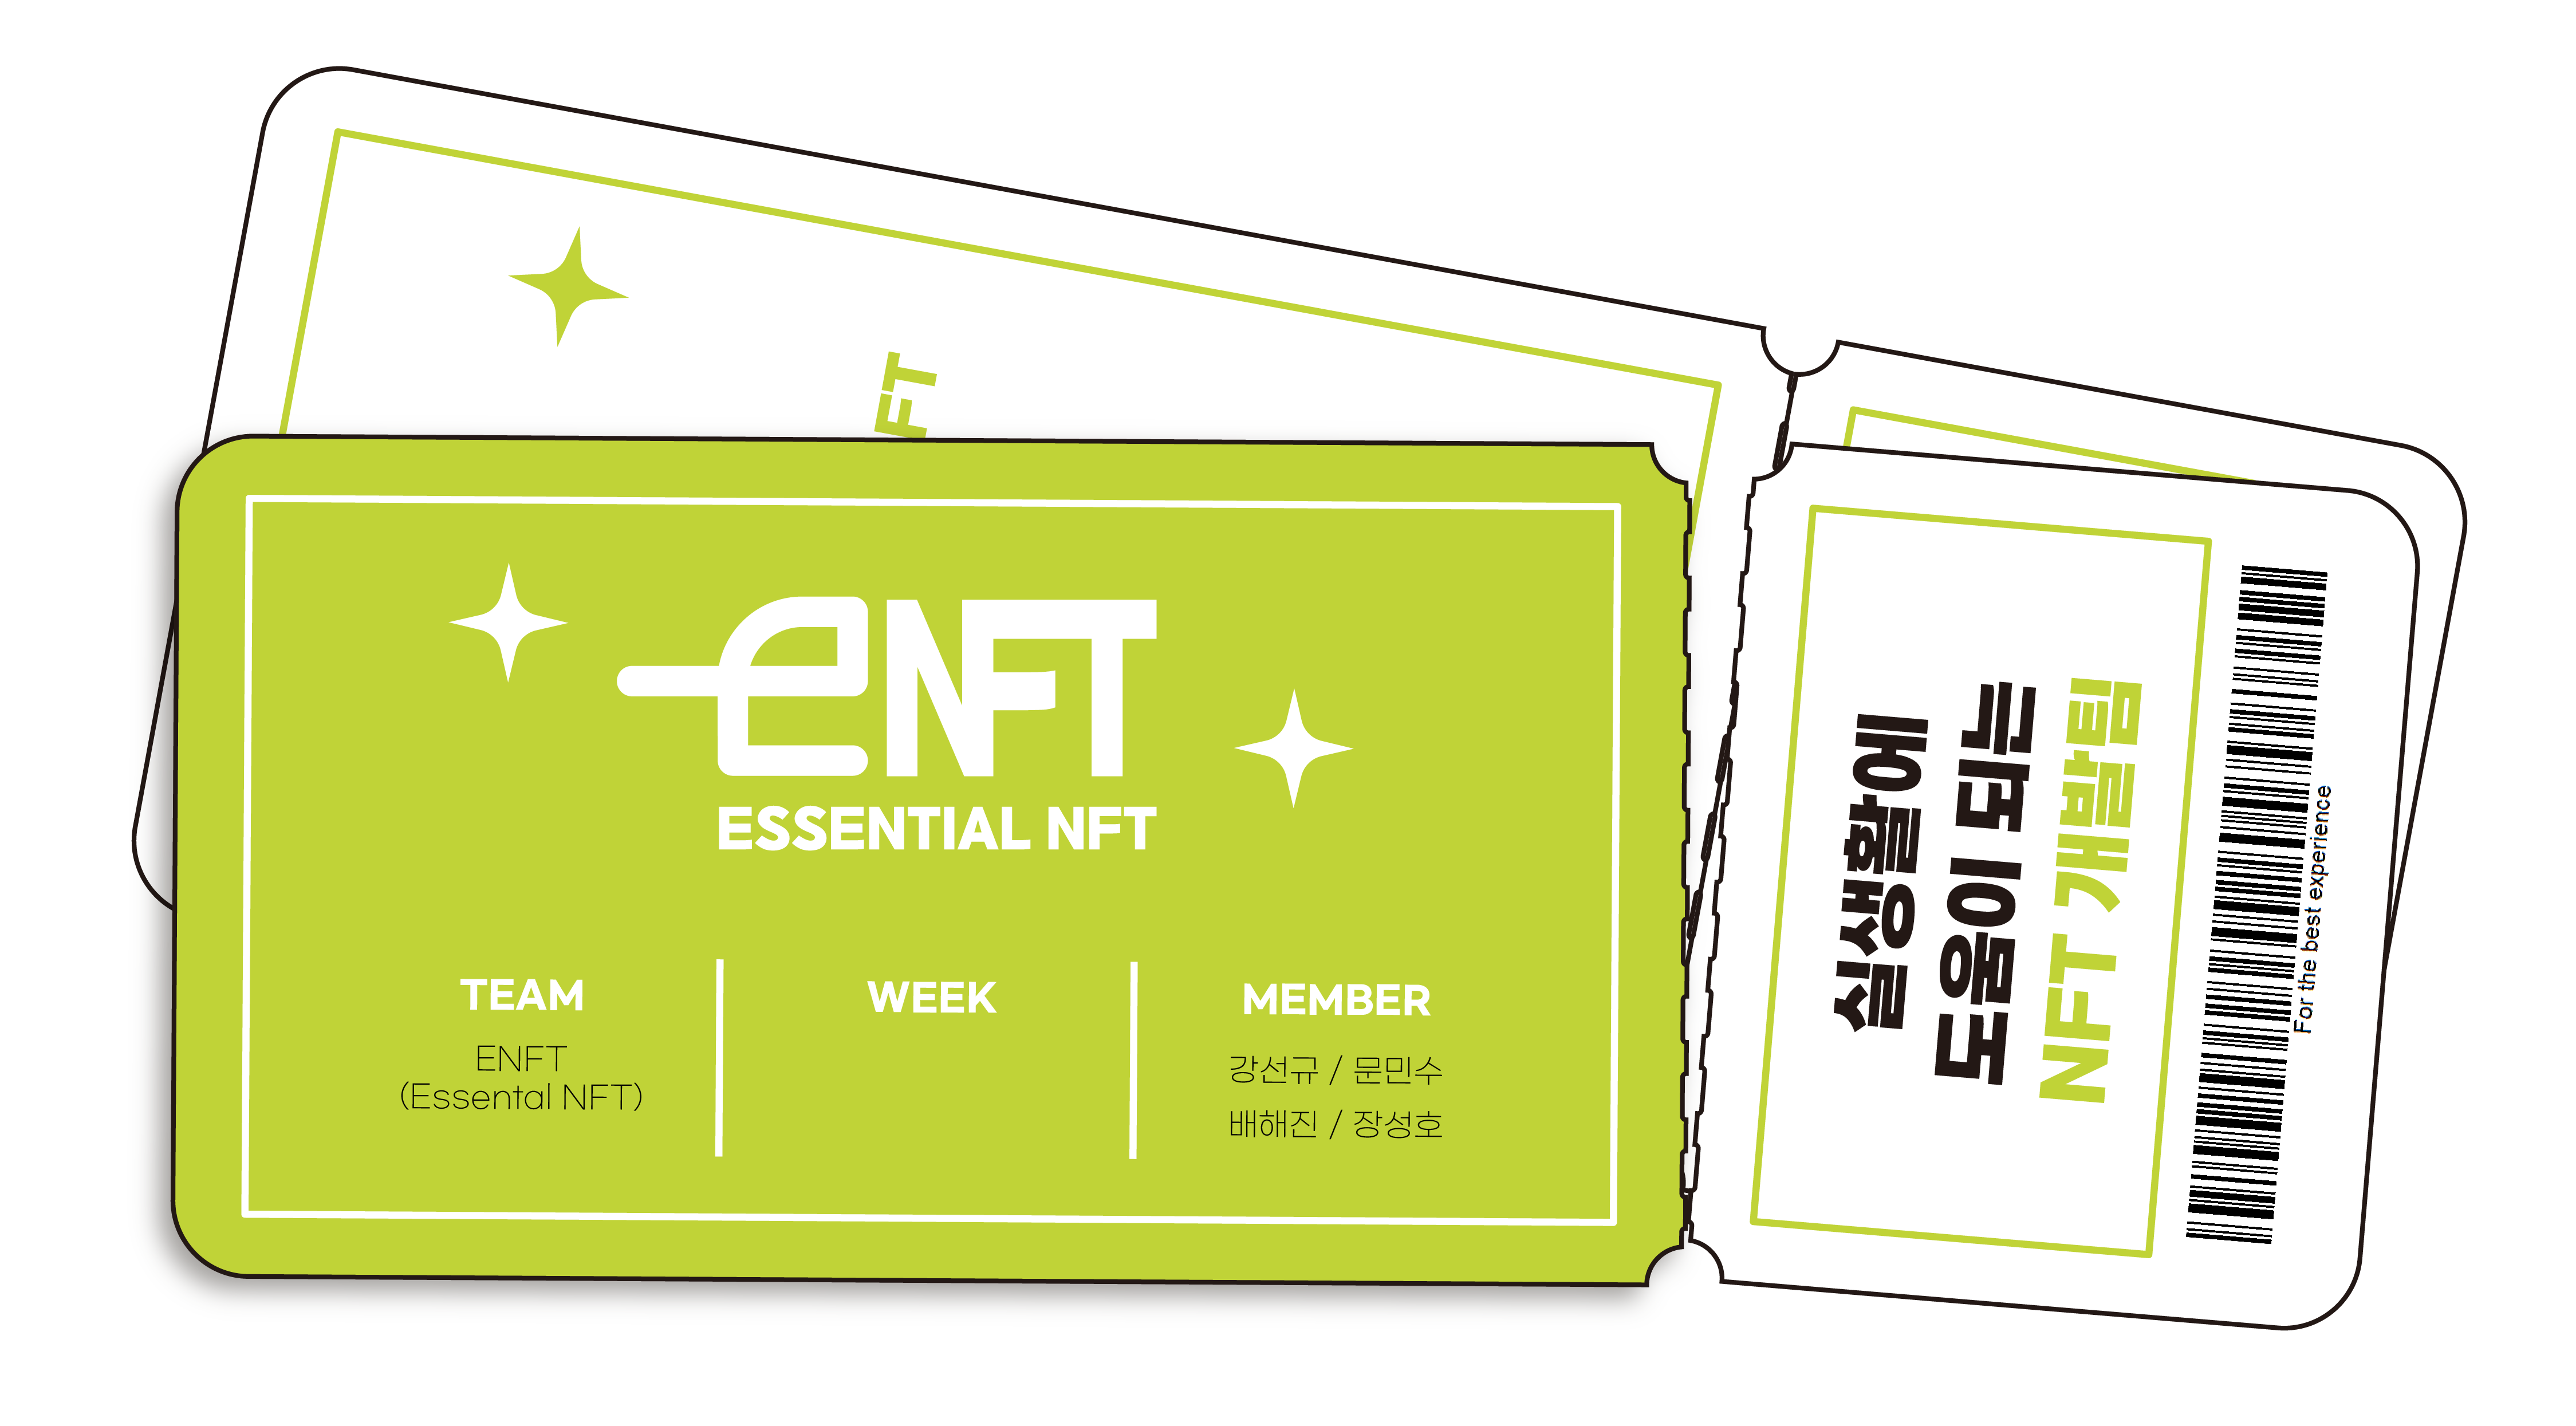 FT
eNFT
ESSENTIAL NFT
TEAM
ENFT
(Essental NFT)
WEEK
MEMBER
강선규 / 문민수
배해진 / 장성호
실생활에
도움이 되는
NFT 개발팀
For the best experience